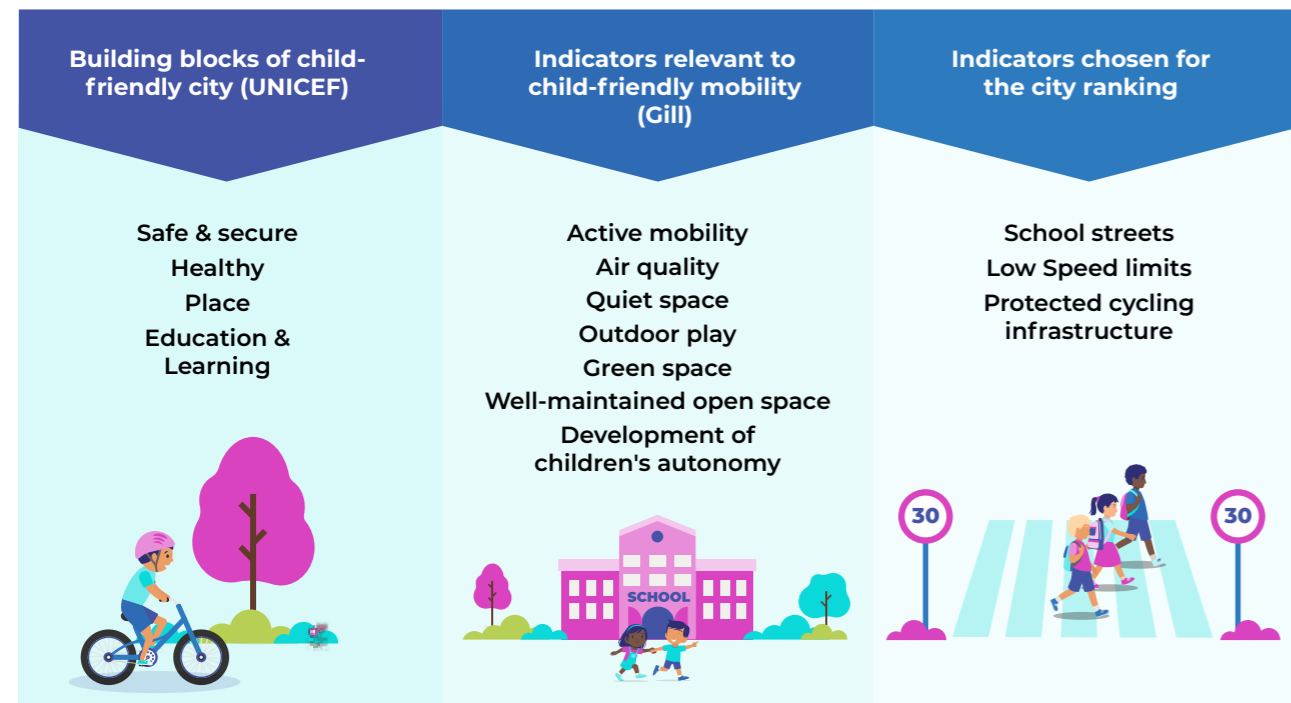 Building blocks of child-
friendly city (UNICEF)
Safe & secure
Healthy
Place
Education &
Learning
Indicators relevant to
child-friendly mobility
(Gill)
Active mobility
Air quality
Quiet space
Outdoor play
Green space
Well-maintained open space
Development of
children's autonomy
SCHOOL
Indicators chosen for
the city ranking
School streets
Low Speed limits
Protected cycling
infrastructure
30
30